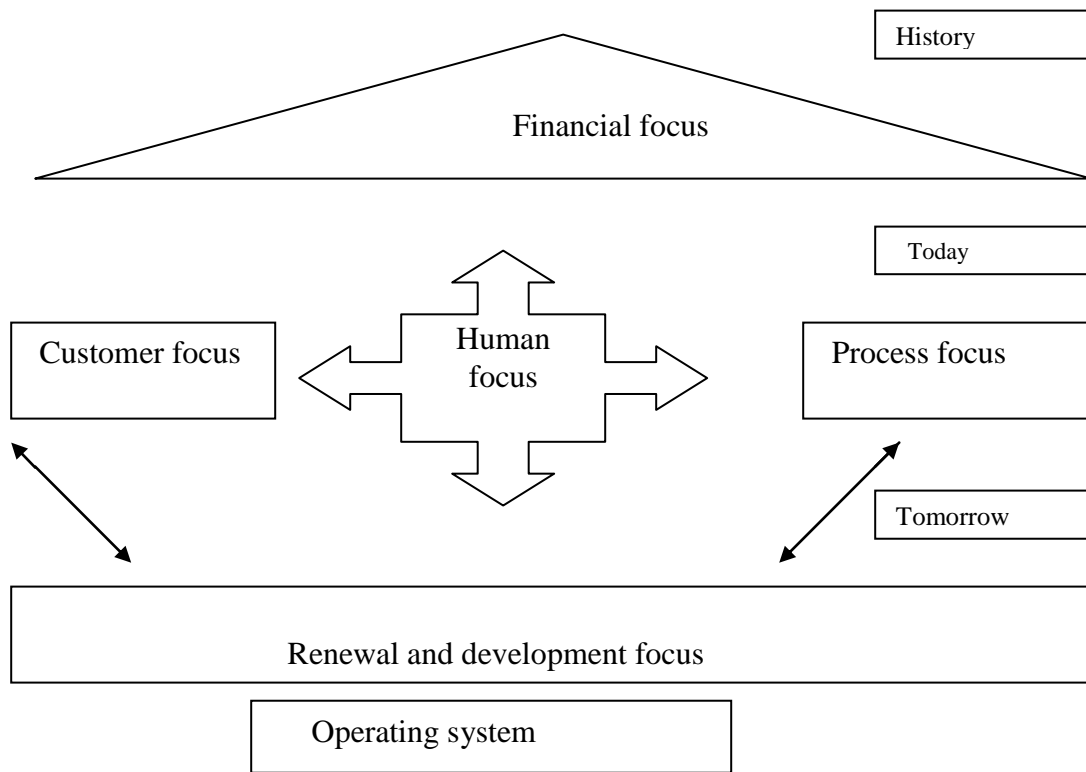 History
Financial focus
Today
Customer focus
Human
focus
Process focus
Tomorrow
Renewal and development focus
Operating system